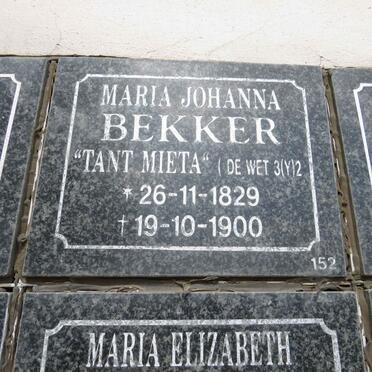 MARIA JOHANNA
BEKKER
"TANT MIETA" ( DE WET 3(Y)2
* 26-11-1829
† 19-10-1900
152
MARIA ELIZABETH